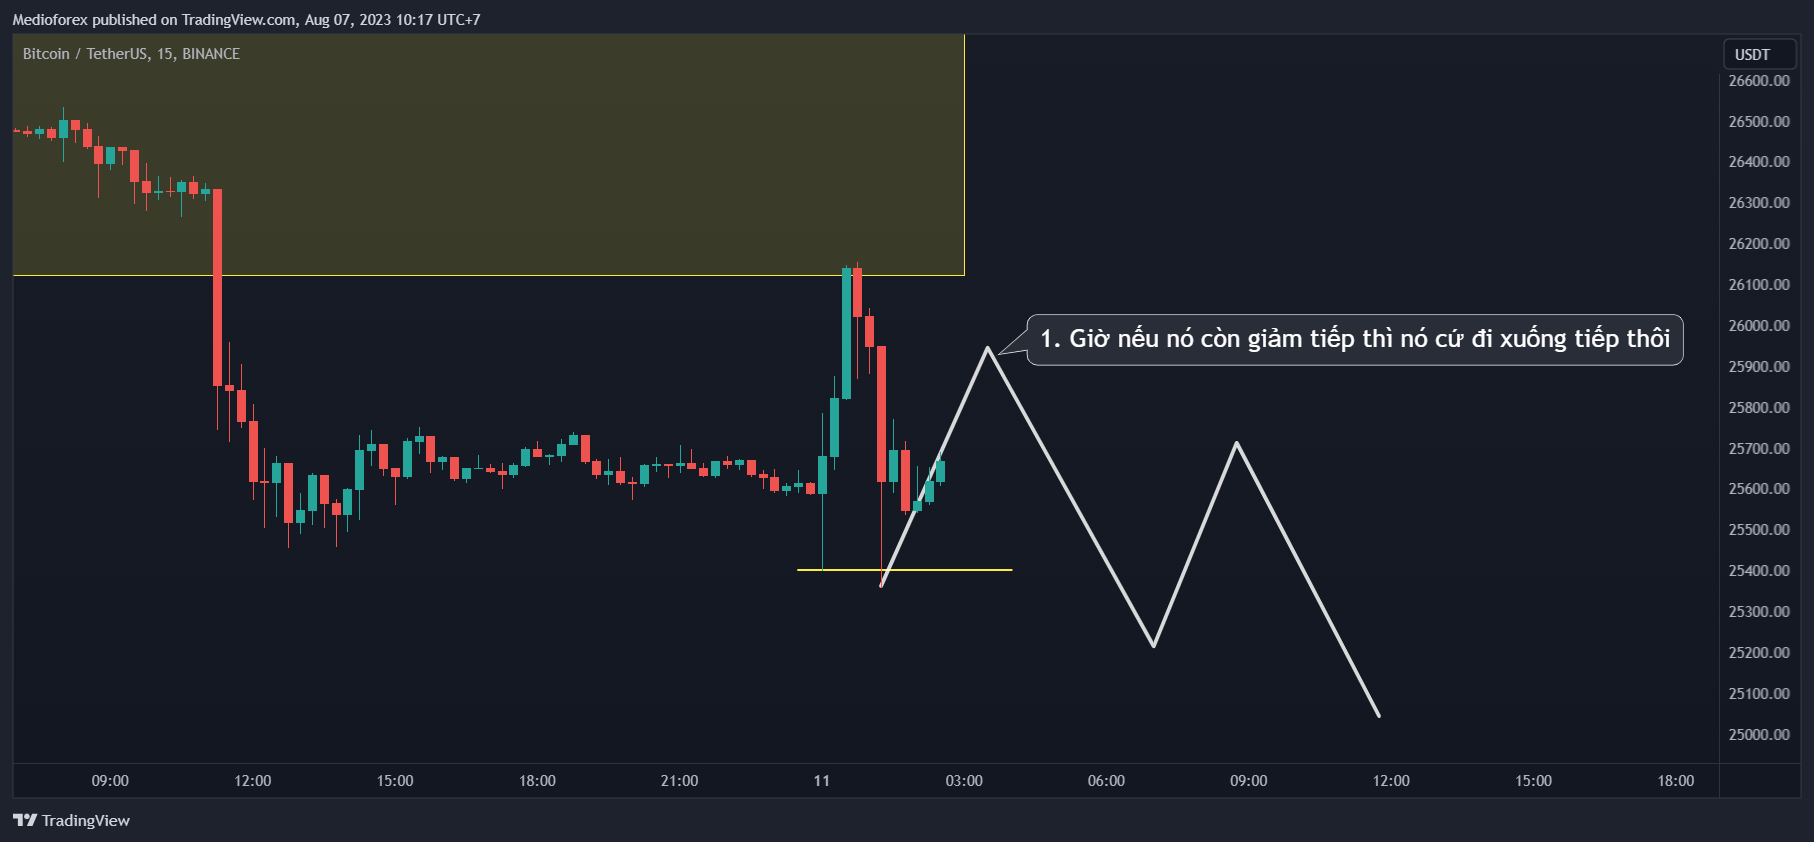 Medioforex published on TradingView.com, Aug 07, 2023 10:17 UTC+7
Bitcoin / TetherUS, 15, BINANCE
USDT
26600.00
26500.00
26400.00
26300.00
26200.00
26100.00
26000.00
1. Giờ nếu nó còn giảm tiếp thì nó cứ đi xuống tiếp thôi
25900.00
25800.00
25700.00
25600.00
25500.00
25400.00
25300.00
25200.00
25100.00
25000.00
09:00 12:00 15:00 18:00 21:00 11 03:00 06:00 09:00 12:00 15:00 18:00
TradingView